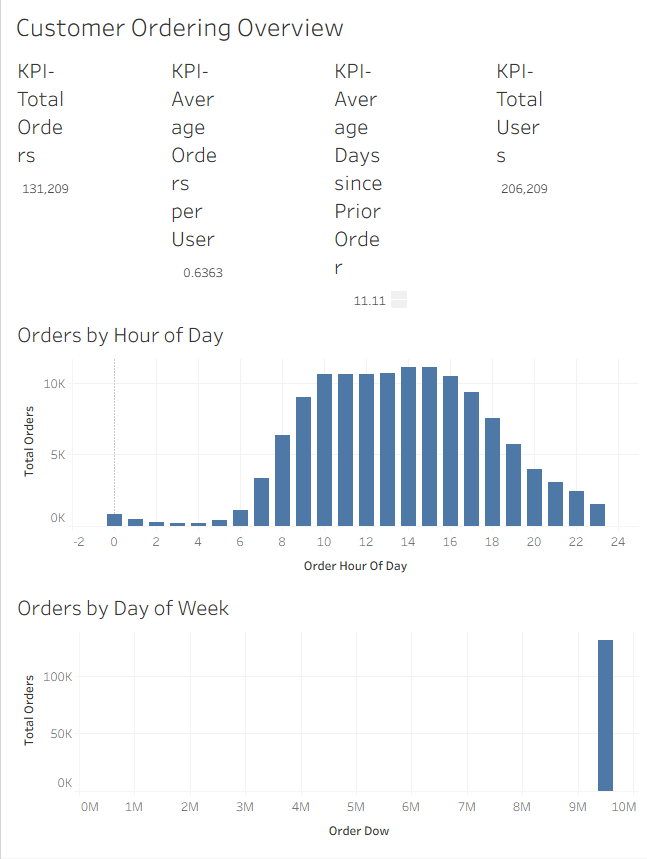 Customer Ordering Overview
KPI-
Total
Orde
rs
131,209
KPI-
Aver
age
Orde
rs
per
User
0.6363
KPI-
Aver
age
Days
since
Prior
Orde
r
11.11
KPI-
Total
User
s
206,209
Orders by Hour of Day
Total Orders
10K
5K
0K
-2 0 2 4 6 8 10 12 14 16 18 20 22 24
Order Hour Of Day
Orders by Day of Week
Total Orders
100K
50K
0K
0M 1M 2M 3M 4M 5M 6M 7M 8M 9M 10M
Order Dow